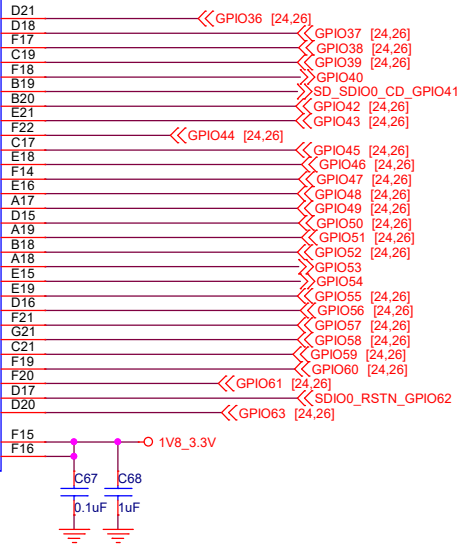 D21 GPIO36 [24,26]
D18 GPIO37 [24,26]
F17 GPIO38 [24,26]
C19 GPIO39 [24,26]
F18 GPIO40
B19 SD_SDIO0_CD_GPIO41
B20 GPIO42 [24,26]
E21 GPIO43 [24,26]
F22 GPIO44 [24,26]
C17 GPIO45 [24,26]
E18 GPIO46 [24,26]
F14 GPIO47 [24,26]
E16 GPIO48 [24,26]
A17 GPIO49 [24,26]
D15 GPIO50 [24,26]
A19 GPIO51 [24,26]
B18 GPIO52 [24,26]
A18 GPIO53
E15 GPIO54
E19 GPIO55 [24,26]
D16 GPIO56 [24,26]
F21 GPIO57 [24,26]
G21 GPIO58 [24,26]
C21 GPIO59 [24,26]
F19 GPIO60 [24,26]
F20 GPIO61 [24,26]
D17 SDIO0_RSTN_GPIO62
D20 GPIO63 [24,26]
F15 1V8_3.3V
F16
C67 C68
0.1uF 1uF